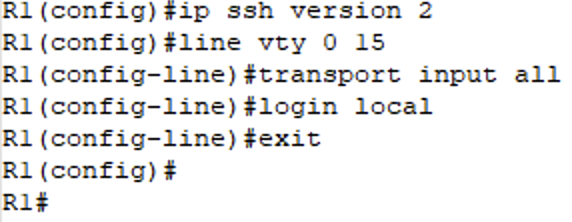 R1(config)#ip ssh version 2
R1(config)#line vty 0 15
R1(config-line)#transport input all
R1(config-line)#login local
R1(config-line)#exit
R1(config)#
R1#